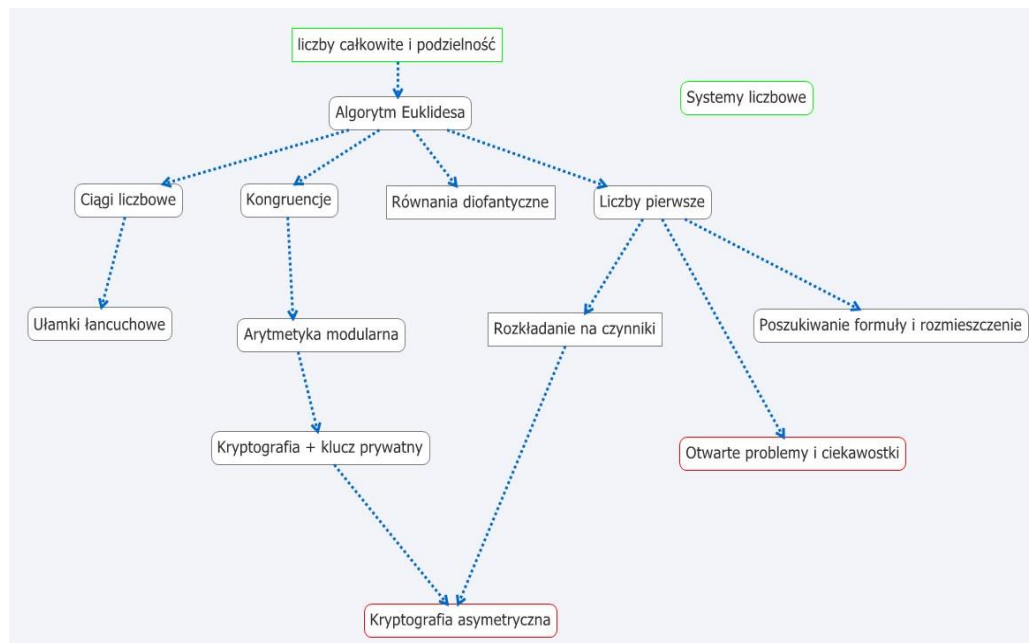 liczby całkowite i podzielność
Systemy liczbowe
Algorytm Euklidesa
Ciągi liczbowe
Kongruencje
Równania diofantyczne
Liczby pierwsze
Ułamki łancuchowe
Arytmetyka modularna
Rozkładanie na czynniki
Poszukiwanie formuły i rozmieszczenie
Kryptografia + klucz prywatny
Otwarte problemy i ciekawostki
Kryptografia asymetryczna